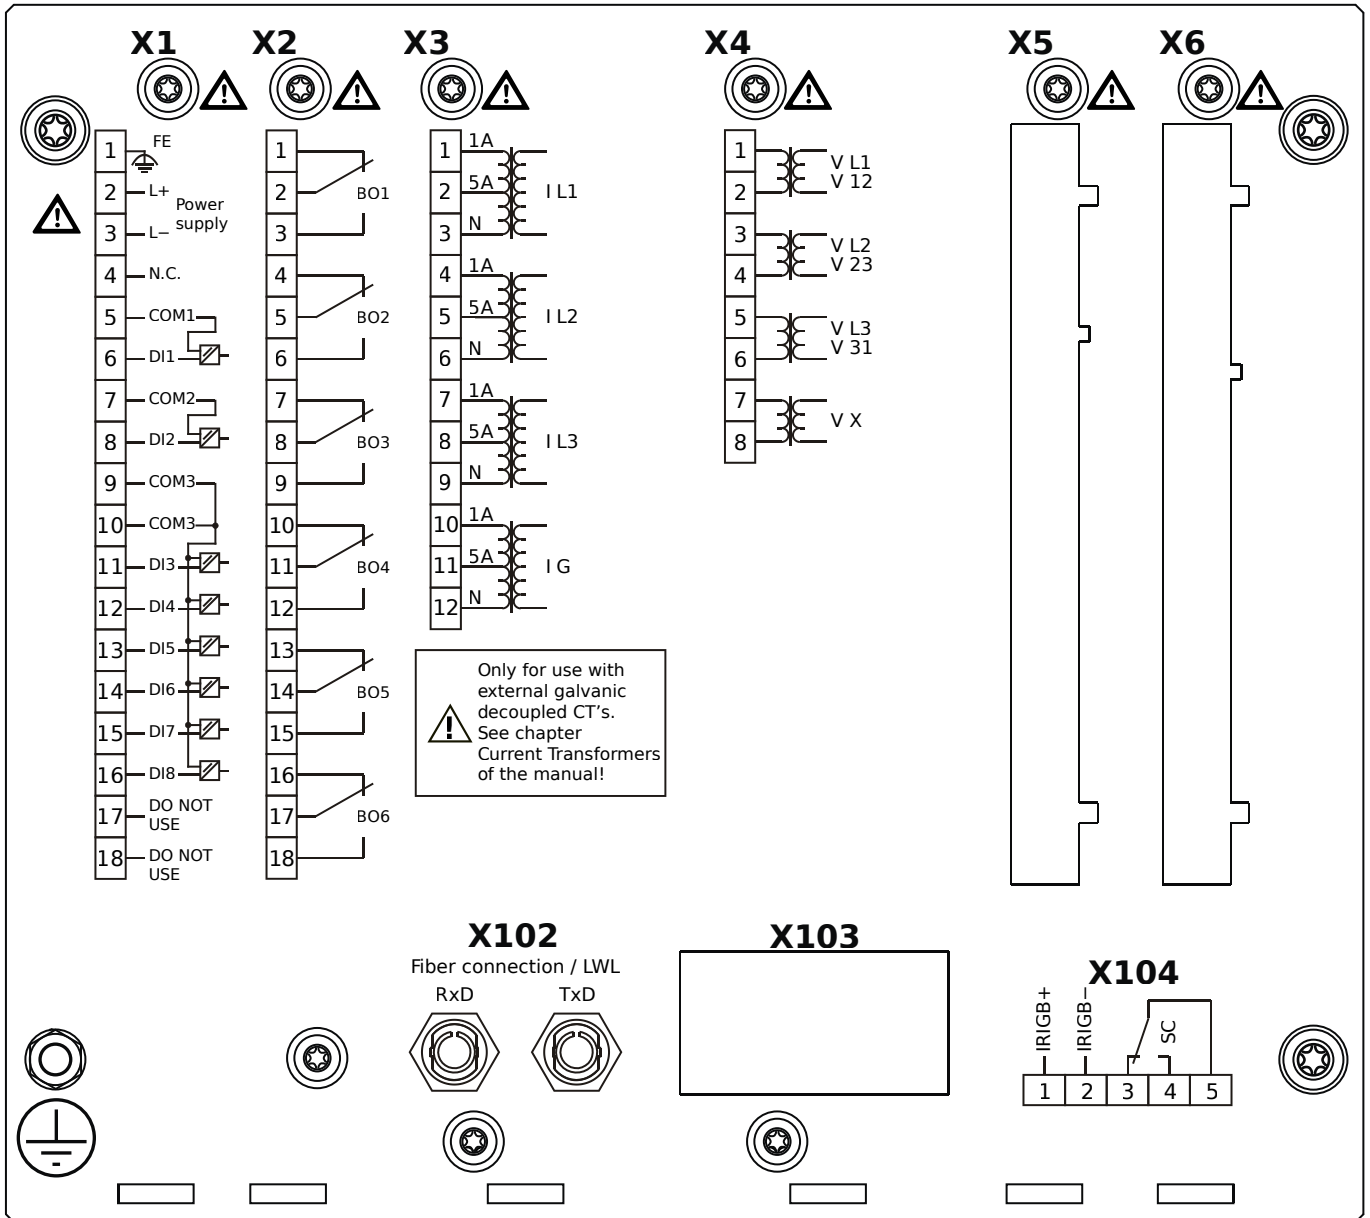 X1
X2
X3
X4
X5
X6
1 FE
2 L+
Power
supply
3 L−
4 N.C.
5 COM1
6 DI1
7 COM2
8 DI2
9 COM3
10 COM3
11 DI3
12 DI4
13 DI5
14 DI6
15 DI7
16 DI8
17 DO NOT
USE
18 DO NOT
USE
1
2 BO1
3
4
5 BO2
6
7
8 BO3
9
10
11 BO4
12
13
14 BO5
15
16
17 BO6
18
1 1A
2 5A I L1
3 N
4 1A
5 5A I L2
6 N
7 1A
8 5A I L3
9 N
10 1A
11 5A I G
12 N
Only for use with
external galvanic
decoupled CT's.
See chapter
Current Transformers
of the manual!
1 V L1
2 V 12
3 V L2
4 V 23
5 V L3
6 V 31
7 V X
8
X102
Fiber connection / LWL
RxD TxD
X103
X104
IRIGB+
IRIGB−
SC
1 2 3 4 5